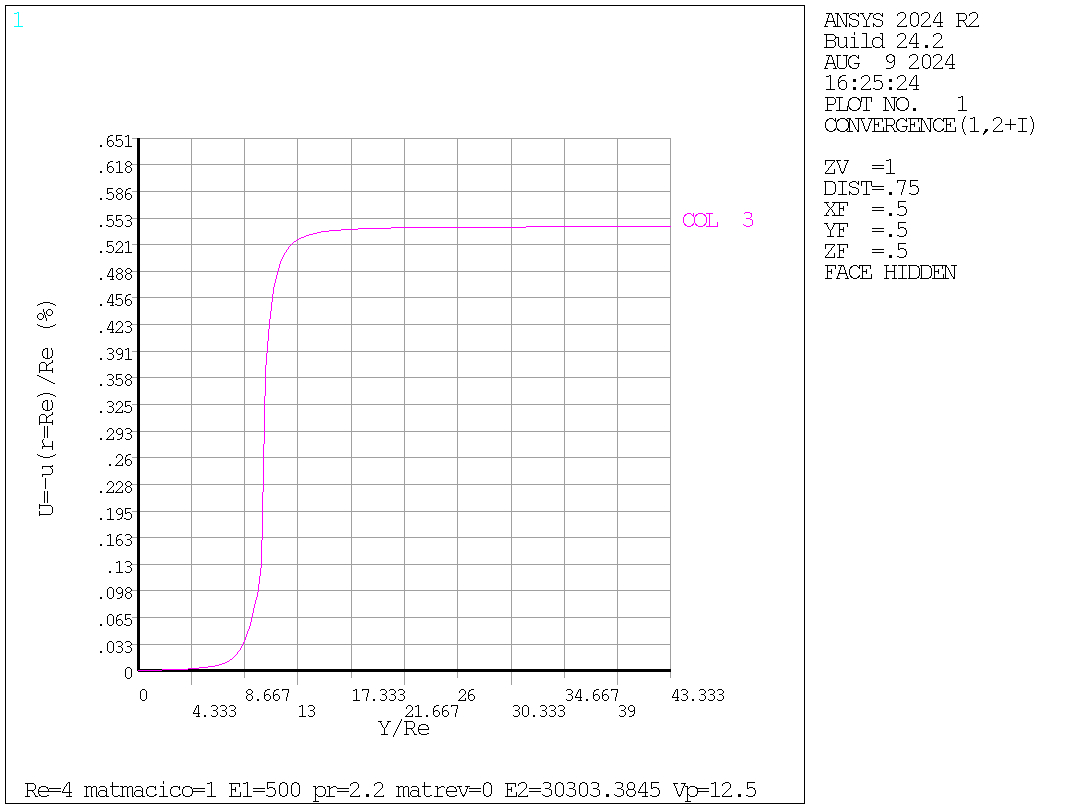 1
ANSYS 2024 R2
Build 24.2
AUG 9 2024
16:25:24
PLOT NO. 1
CONVERGENCE(1,2+I)
ZV =1
DIST=.75
XF =.5
YF =.5
ZF =.5
FACE HIDDEN
U=-u(r=Re)/Re (%)
.651
.618
.586
.553
.521
.488
.456
.423
.391
.358
.325
.293
.26
.228
.195
.163
.13
.098
.065
.033
0
COL 3
0
8.667
17.333
26
34.667
43.333
4.333
13
21.667
30.333
39
Y/Re
Re=4 matmacico=1 E1=500 pr=2.2 matrev=0 E2=30303.3845 Vp=12.5